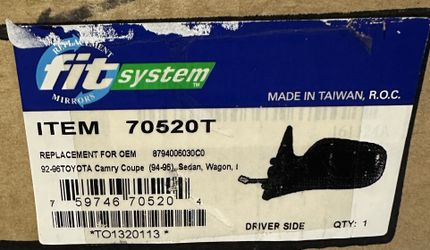 REPLACEMENT
fit system™
MIRRORS
MADE IN TAIWAN, R.O.C.
ITEM 70520T
REPLACEMENT FOR OEM 8794006030C0
92-96TOYOTA Camry Coupe (94-96), Sedan, Wagon,
7 59746 70520 4
*TO1320113 *
DRIVER SIDE QTY: 1